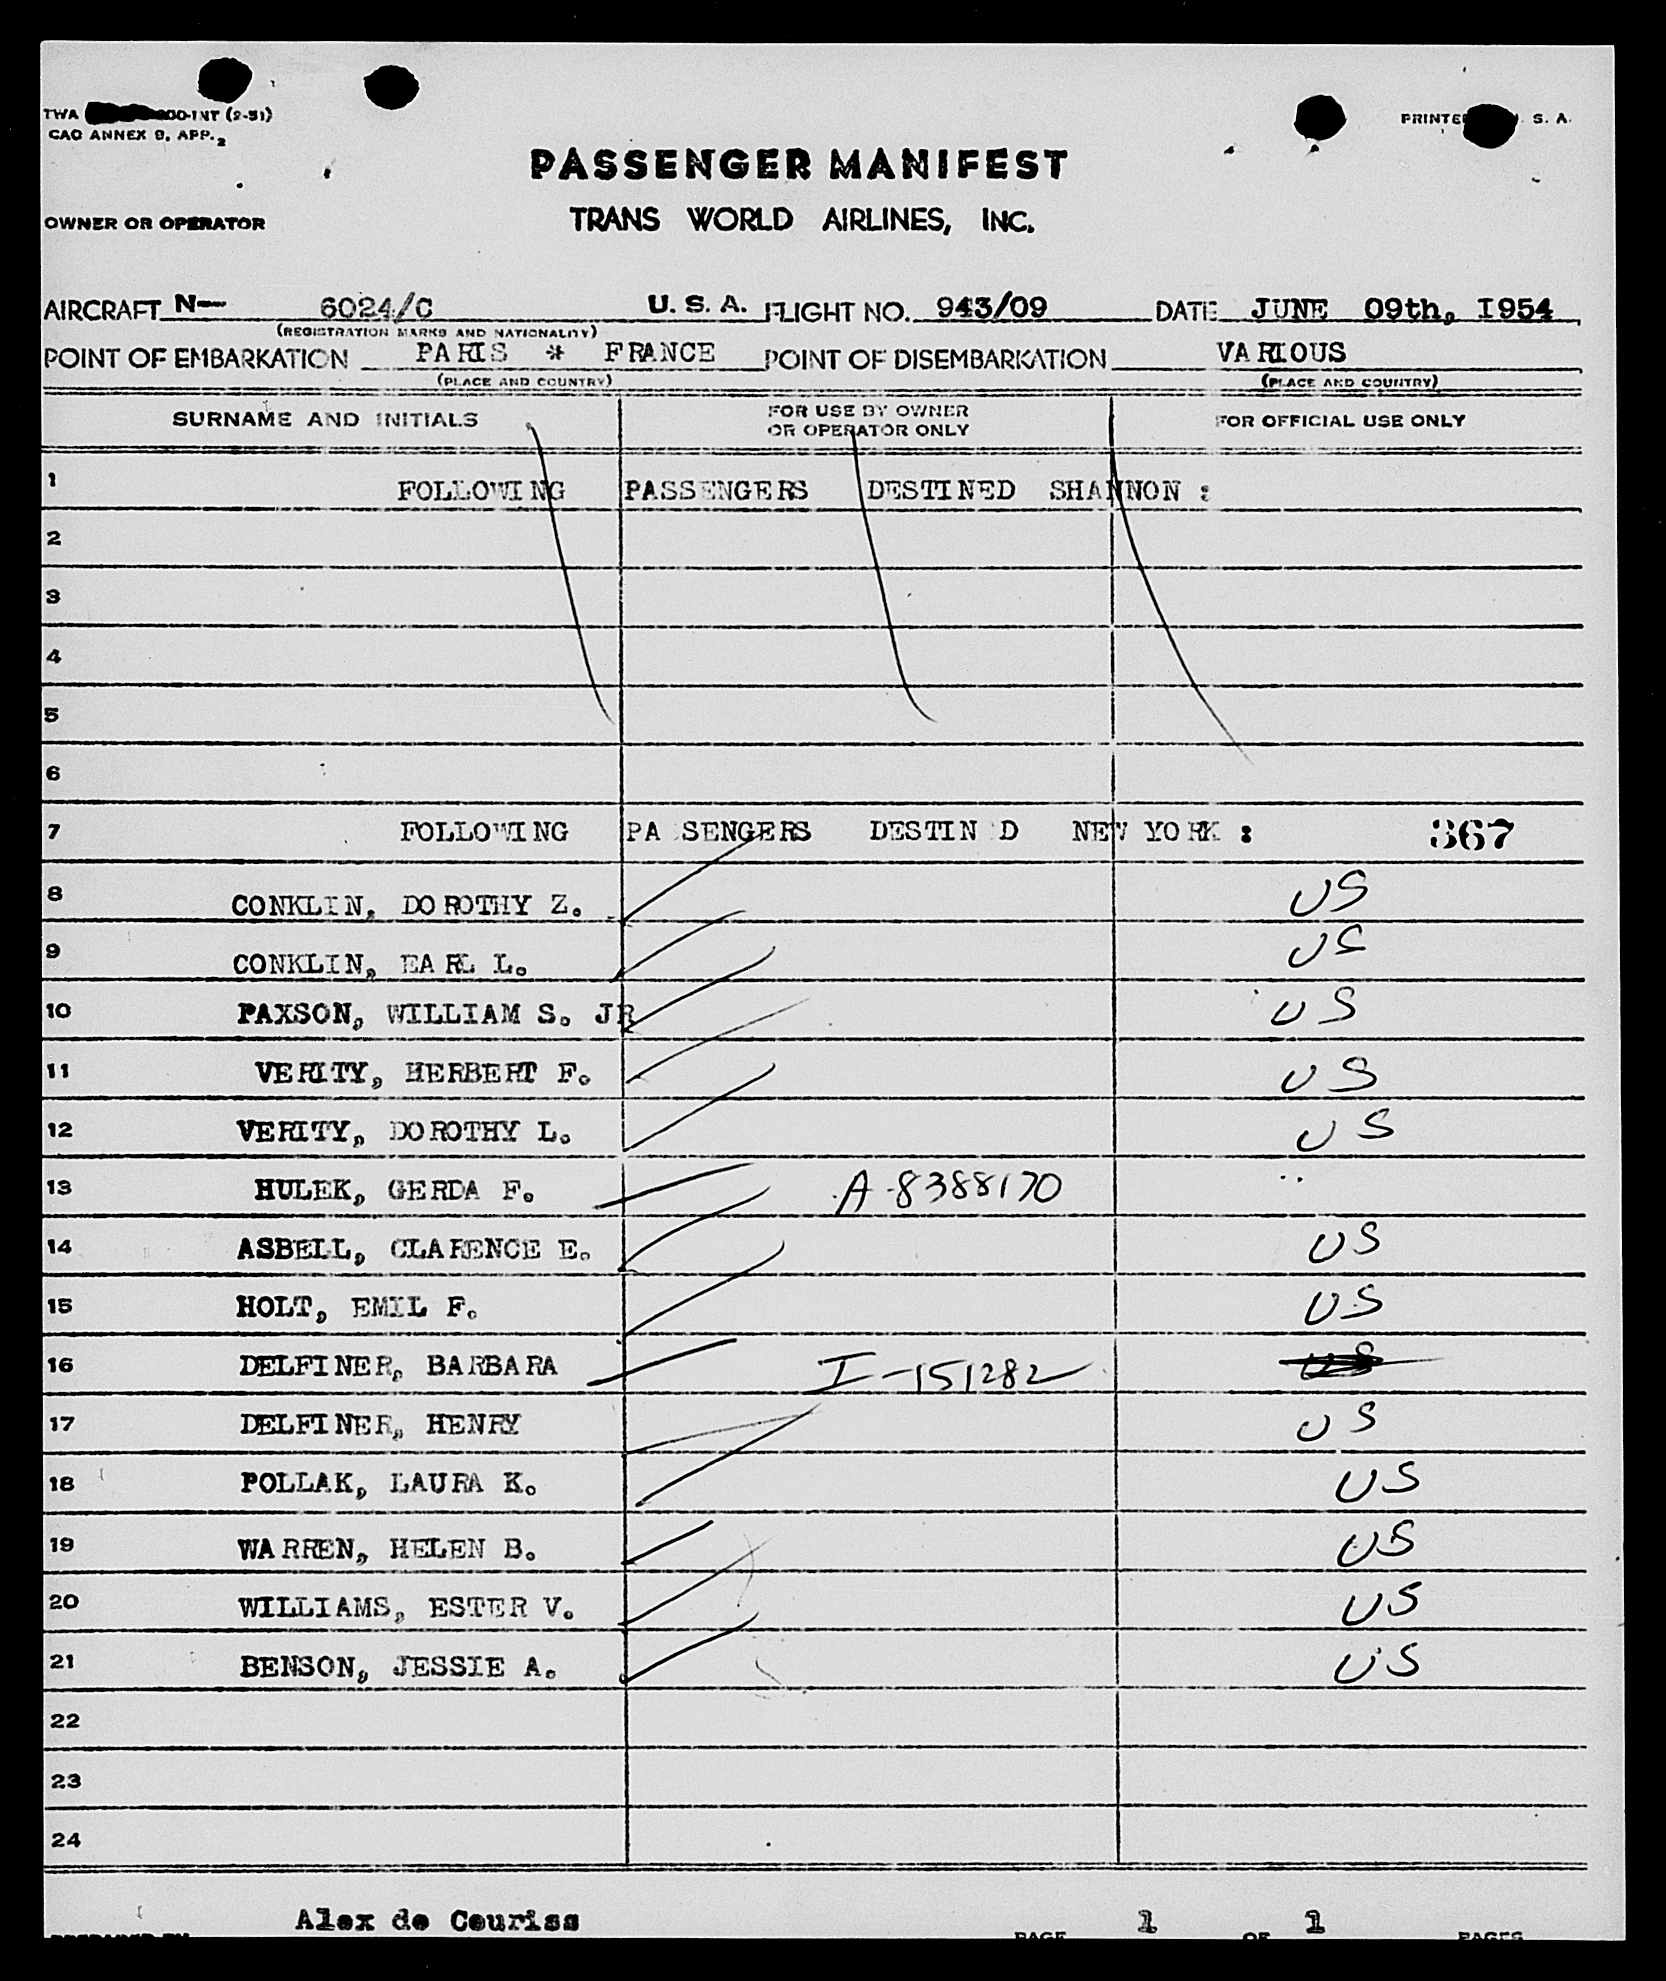 TWA 00-INT (2-51)
CAO ANNEX 9, APP. 2
PRINTED S. A.
PASSENGER MANIFEST
OWNER OR OPERATOR
TRANS WORLD AIRLINES, INC.
AIRCRAFT N— 6024/C U. S. A. FLIGHT NO. 943/09 DATE JUNE 09th, 1954
(REGISTRATION MARKS AND NATIONALITY)
POINT OF EMBARKATION PARIS * FRANCE POINT OF DISEMBARKATION VARIOUS
(PLACE AND COUNTRY) (PLACE AND COUNTRY)
SURNAME AND INITIALS FOR USE BY OWNER OR OPERATOR ONLY FOR OFFICIAL USE ONLY
1 FOLLOWING PASSENGERS DESTINED SHANNON :
2
3
4
5
6
7 FOLLOWING PASSENGERS DESTINED NEW YORK : 367
8 CONKLIN, DOROTHY Z. US
9 CONKLIN, EARL L. US
10 PAXSON, WILLIAM S. JR US
11 VERITY, HERBERT F. US
12 VERITY, DOROTHY L. US
13 HULEK, GERDA F. A-8388170
14 ASBELL, CLARENCE E. US
15 HOLT, EMIL F. US
16 DELFINER, BARBARA I-151282 US
17 DELFINER, HENRY US
18 POLLAK, LAURA K. US
19 WARREN, HELEN B. US
20 WILLIAMS, ESTER V. US
21 BENSON, JESSIE A. US
22
23
24
Alex de Couriss
PREPARED BY PAGE 1 OF 1 PAGES